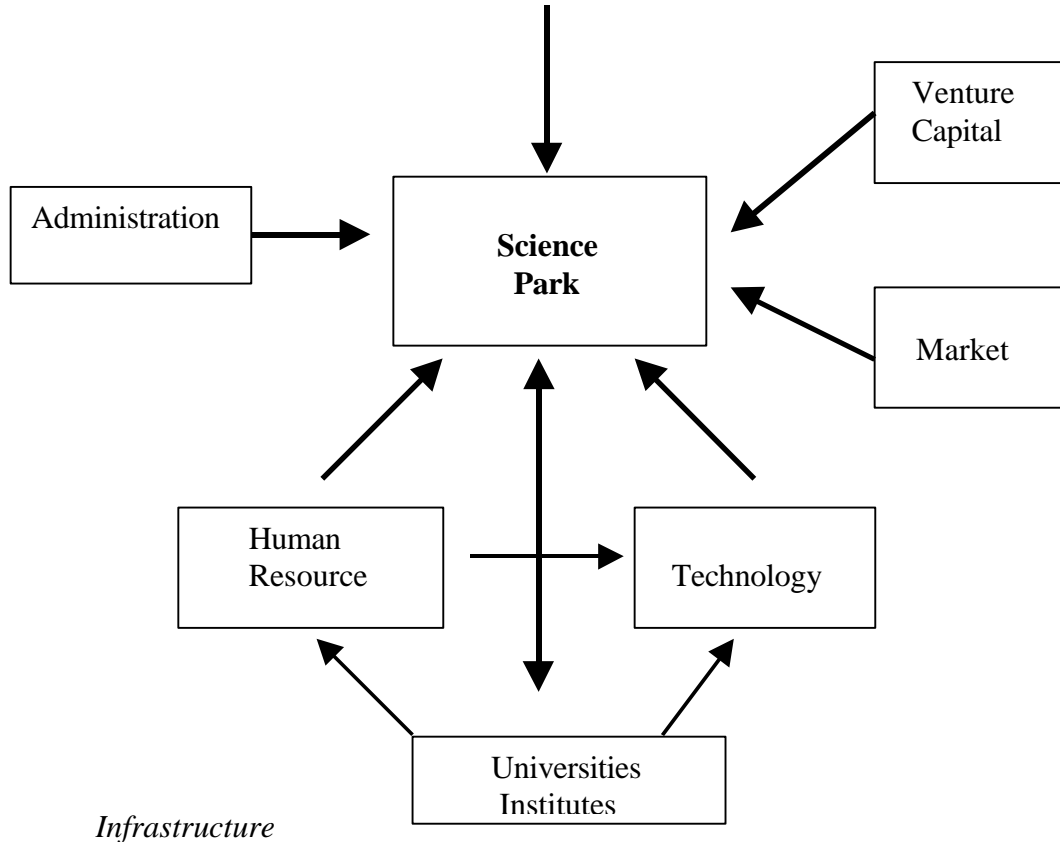 Venture
Capital
Administration
Science
Park
Market
Human
Resource
Technology
Universities
Institutes
Infrastructure